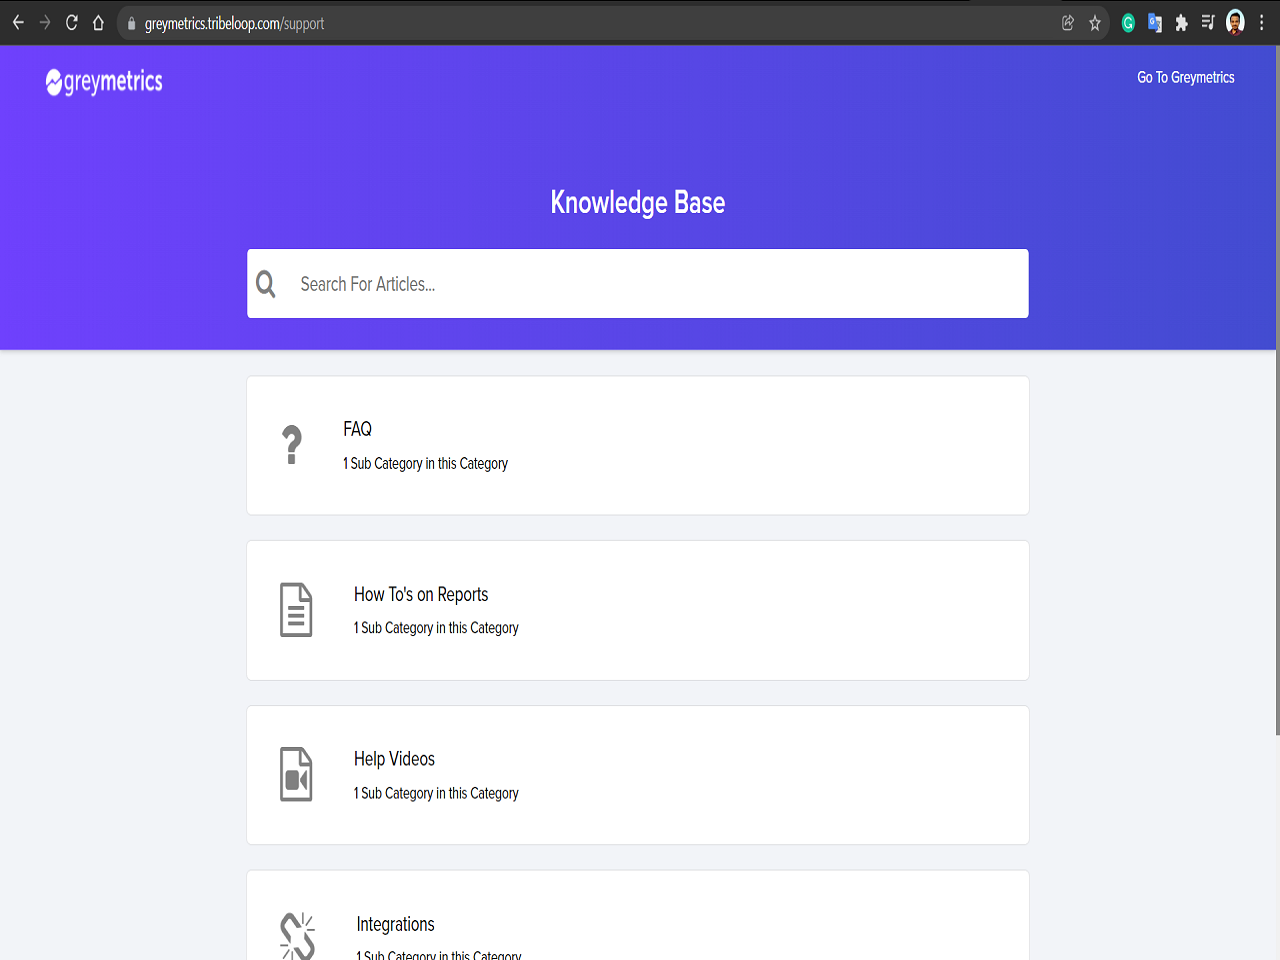 greymetrics.tribeloop.com/support
greymetrics
Go To Greymetrics
Knowledge Base
Search For Articles...
FAQ
1 Sub Category in this Category
How To's on Reports
1 Sub Category in this Category
Help Videos
1 Sub Category in this Category
Integrations
1 Sub Category in this Category